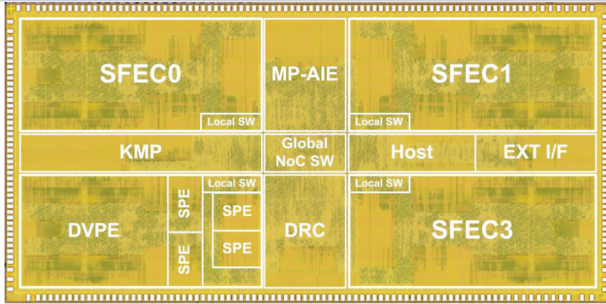 SFEC0
MP-AIE
SFEC1
Local SW
Local SW
KMP
Global
NoC SW
Host
EXT I/F
DVPE
SPE
SPE
Local SW
SPE
SPE
DRC
Local SW
SFEC3